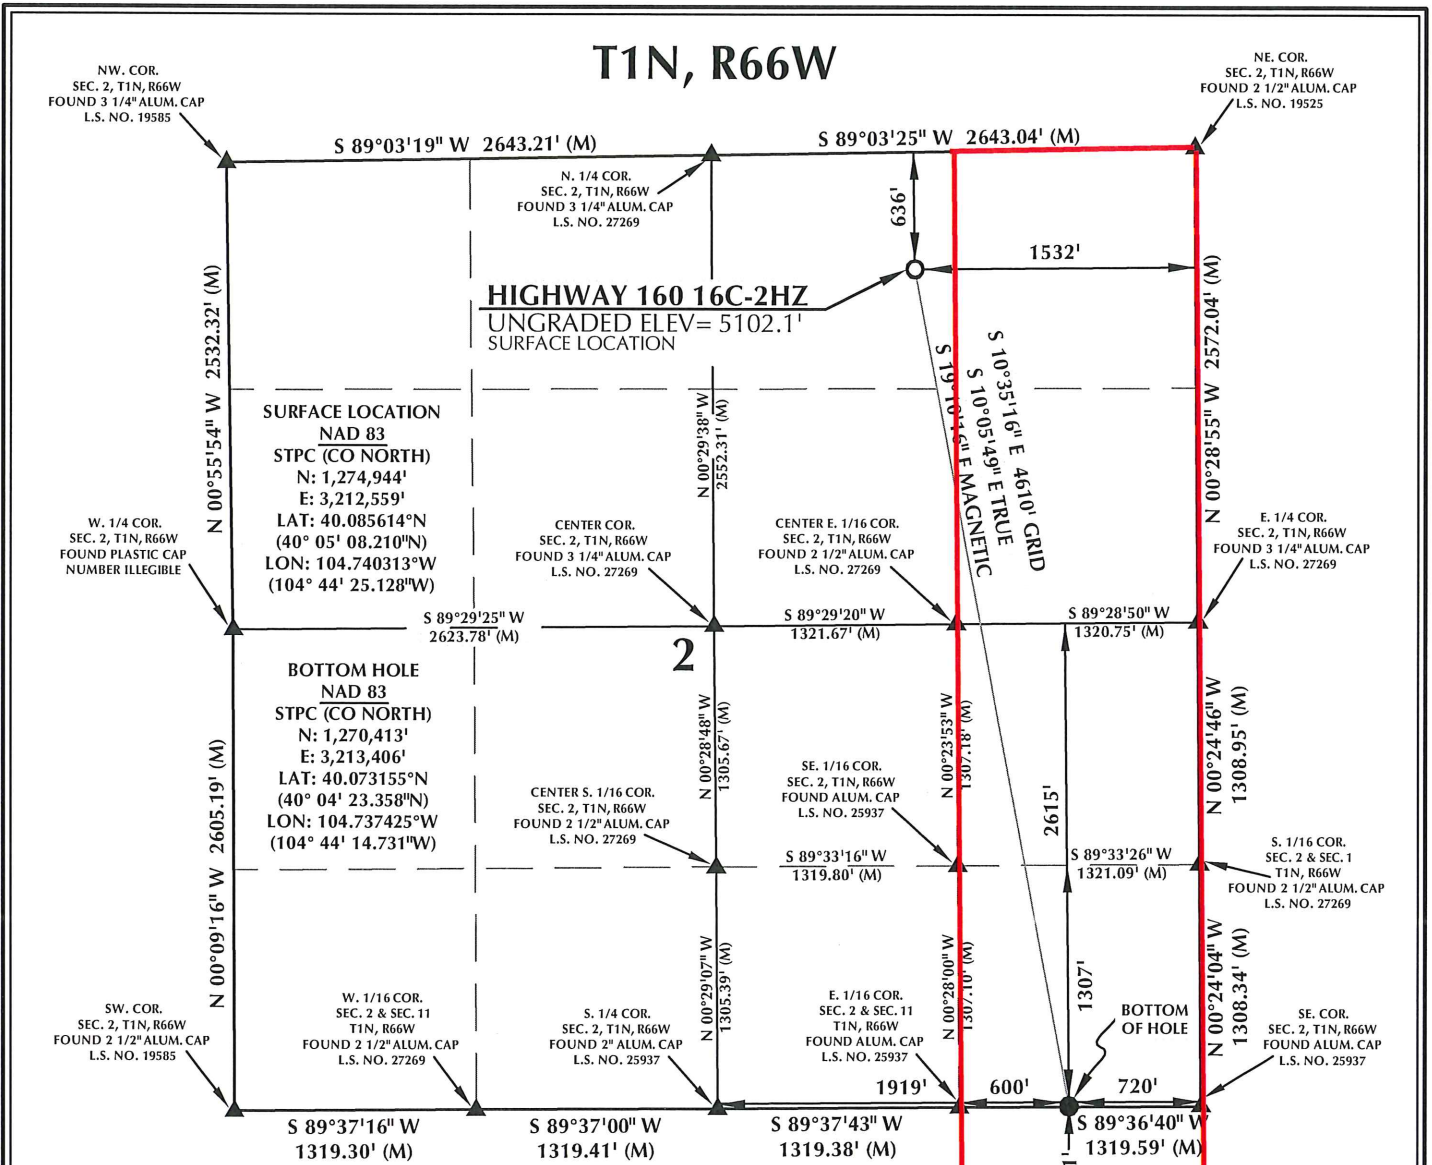 T1N, R66W
NW. COR.
SEC. 2, T1N, R66W
FOUND 3 1/4" ALUM. CAP
L.S. NO. 19585
NE. COR.
SEC. 2, T1N, R66W
FOUND 2 1/2" ALUM. CAP
L.S. NO. 19525
S 89°03'19" W 2643.21' (M)
S 89°03'25" W 2643.04' (M)
N. 1/4 COR.
SEC. 2, T1N, R66W
FOUND 3 1/4" ALUM. CAP
L.S. NO. 27269
636'
1532'
HIGHWAY 160 16C-2HZ
UNGRADED ELEV= 5102.1'
SURFACE LOCATION
N 00°55'54" W 2532.32' (M)
N 00°29'38" W
2552.31' (M)
N 00°28'55" W 2572.04' (M)
S 10°35'16" E 4610' GRID
S 10°05'49" E TRUE
S 19°10'16" E MAGNETIC
SURFACE LOCATION
NAD 83
STPC (CO NORTH)
N: 1,274,944'
E: 3,212,559'
LAT: 40.085614°N
(40° 05' 08.210"N)
LON: 104.740313°W
(104° 44' 25.128"W)
W. 1/4 COR.
SEC. 2, T1N, R66W
FOUND PLASTIC CAP
NUMBER ILLEGIBLE
CENTER COR.
SEC. 2, T1N, R66W
FOUND 3 1/4" ALUM. CAP
L.S. NO. 27269
CENTER E. 1/16 COR.
SEC. 2, T1N, R66W
FOUND 2 1/2" ALUM. CAP
L.S. NO. 27269
E. 1/4 COR.
SEC. 2, T1N, R66W
FOUND 3 1/4" ALUM. CAP
L.S. NO. 27269
S 89°29'25" W
2623.78' (M)
S 89°29'20" W
1321.67' (M)
S 89°28'50" W
1320.75' (M)
2
BOTTOM HOLE
NAD 83
STPC (CO NORTH)
N: 1,270,413'
E: 3,213,406'
LAT: 40.073155°N
(40° 04' 23.358"N)
LON: 104.737425°W
(104° 44' 14.731"W)
N 00°09'16" W 2605.19' (M)
N 00°28'48" W
1305.67' (M)
N 00°23'53" W
1307.18' (M)
2615'
N 00°24'46" W
1308.95' (M)
CENTER S. 1/16 COR.
SEC. 2, T1N, R66W
FOUND 2 1/2" ALUM. CAP
L.S. NO. 27269
SE. 1/16 COR.
SEC. 2, T1N, R66W
FOUND ALUM. CAP
L.S. NO. 25937
S. 1/16 COR.
SEC. 2 & SEC. 1
T1N, R66W
FOUND 2 1/2" ALUM. CAP
L.S. NO. 27269
S 89°33'16" W
1319.80' (M)
S 89°33'26" W
1321.09' (M)
N 00°29'07" W
1305.39' (M)
N 00°28'00" W
1307.10' (M)
1307'
N 00°24'04" W
1308.34' (M)
BOTTOM
OF HOLE
SW. COR.
SEC. 2, T1N, R66W
FOUND 2 1/2" ALUM. CAP
L.S. NO. 19585
W. 1/16 COR.
SEC. 2 & SEC. 11
T1N, R66W
FOUND 2 1/2" ALUM. CAP
L.S. NO. 27269
S. 1/4 COR.
SEC. 2, T1N, R66W
FOUND 2" ALUM. CAP
L.S. NO. 25937
E. 1/16 COR.
SEC. 2 & SEC. 11
T1N, R66W
FOUND ALUM. CAP
L.S. NO. 25937
SE. COR.
SEC. 2, T1N, R66W
FOUND ALUM. CAP
L.S. NO. 25937
1919'
600'
720'
S 89°37'16" W
1319.30' (M)
S 89°37'00" W
1319.41' (M)
S 89°37'43" W
1319.38' (M)
S 89°36'40" W
1319.59' (M)